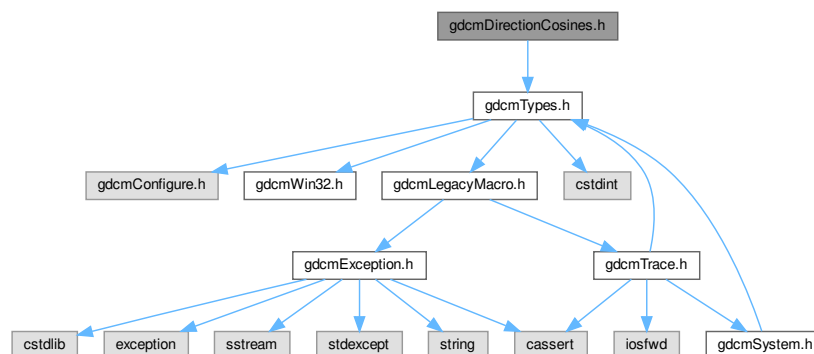 gdcmDirectionCosines.h
gdcmTypes.h
gdcmConfigure.h
gdcmWin32.h
gdcmLegacyMacro.h
cstdint
gdcmException.h
gdcmTrace.h
cstdlib
exception
sstream
stdexcept
string
cassert
iosfwd
gdcmSystem.h